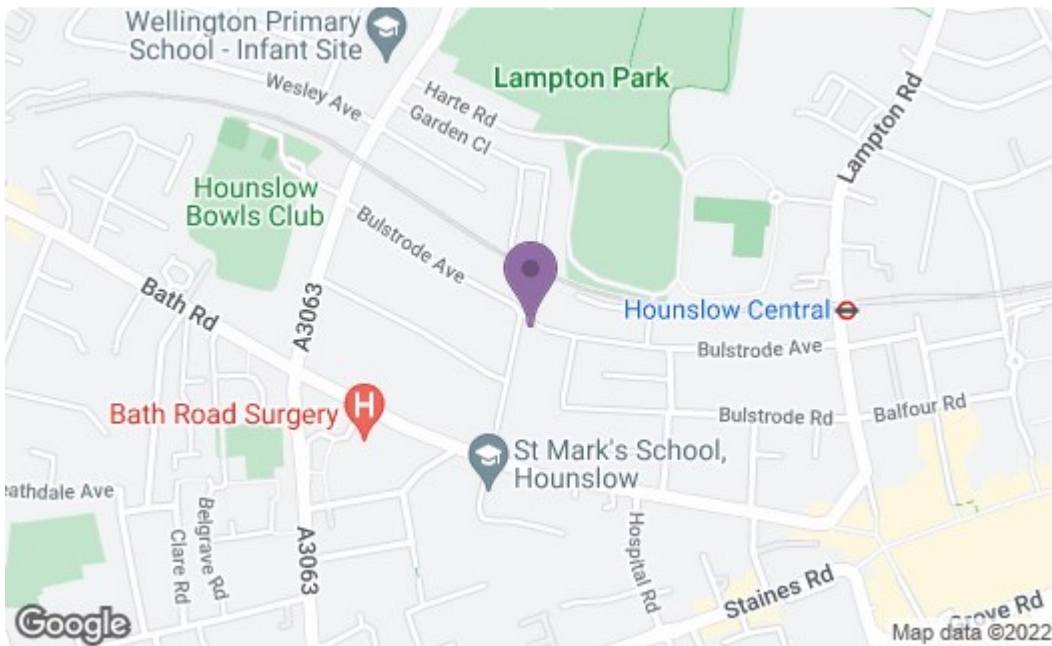 Wellington Primary
School - Infant Site
Lampton Park
Wesley Ave
Harte Rd
Garden Cl
Lampton Rd
Hounslow
Bowls Club
Bulstrode Ave
Bath Rd
A3063
Hounslow Central
Bulstrode Ave
Bath Road Surgery
H
Bulstrode Rd
Balfour Rd
St Mark's School,
Hounslow
eathdale Ave
Belgrave Rd
Clare Rd
A3063
Hospital Rd
Staines Rd
Grove Rd
Google
Map data ©2022